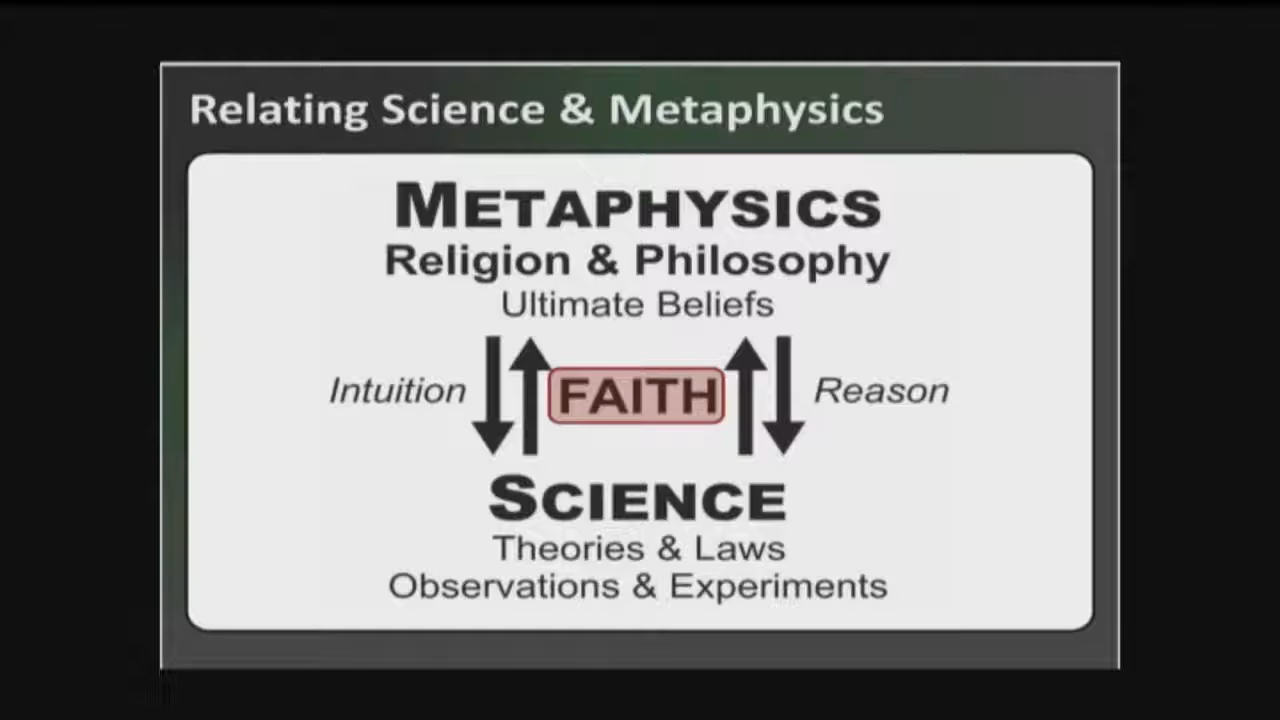 Relating Science & Metaphysics
METAPHYSICS
Religion & Philosophy
Ultimate Beliefs
Intuition FAITH Reason
SCIENCE
Theories & Laws
Observations & Experiments